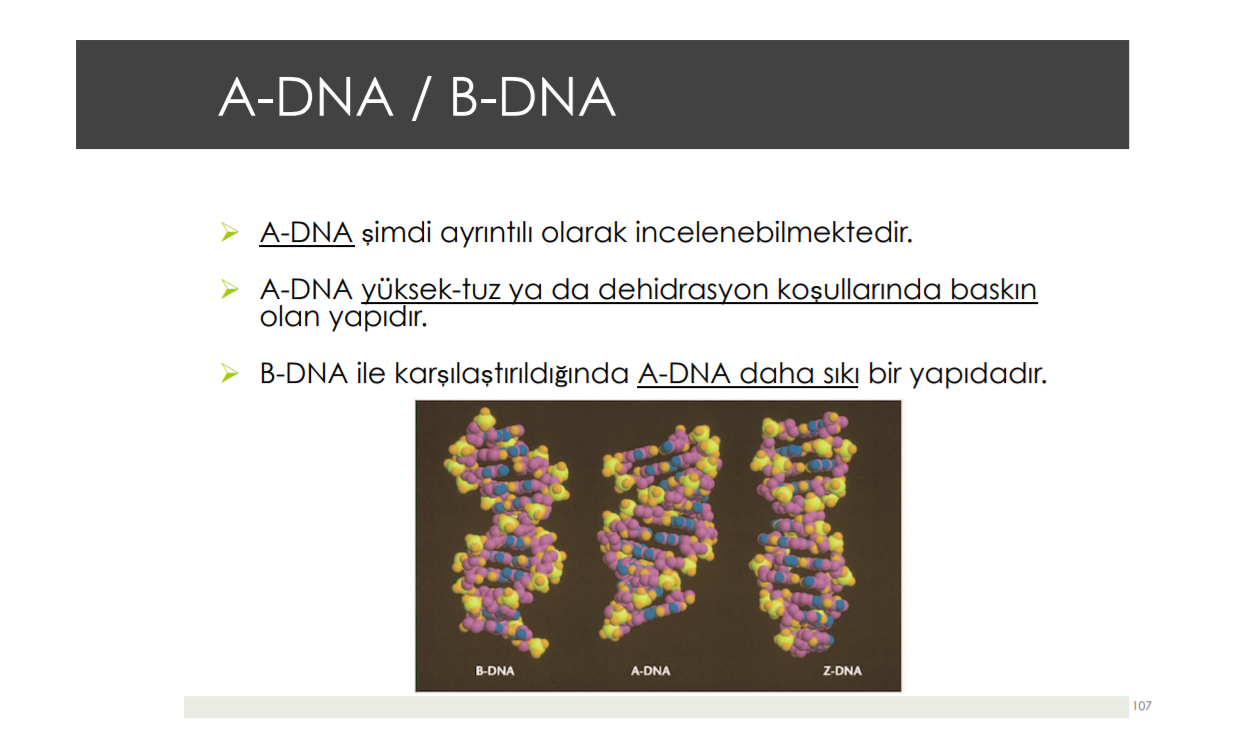 A-DNA / B-DNA
A-DNA şimdi ayrıntılı olarak incelenebilmektedir.
A-DNA yüksek-tuz ya da dehidrasyon koşullarında baskın
olan yapıdır.
B-DNA ile karşılaştırıldığında A-DNA daha sıkı bir yapıdadır.
B-DNA A-DNA Z-DNA
107